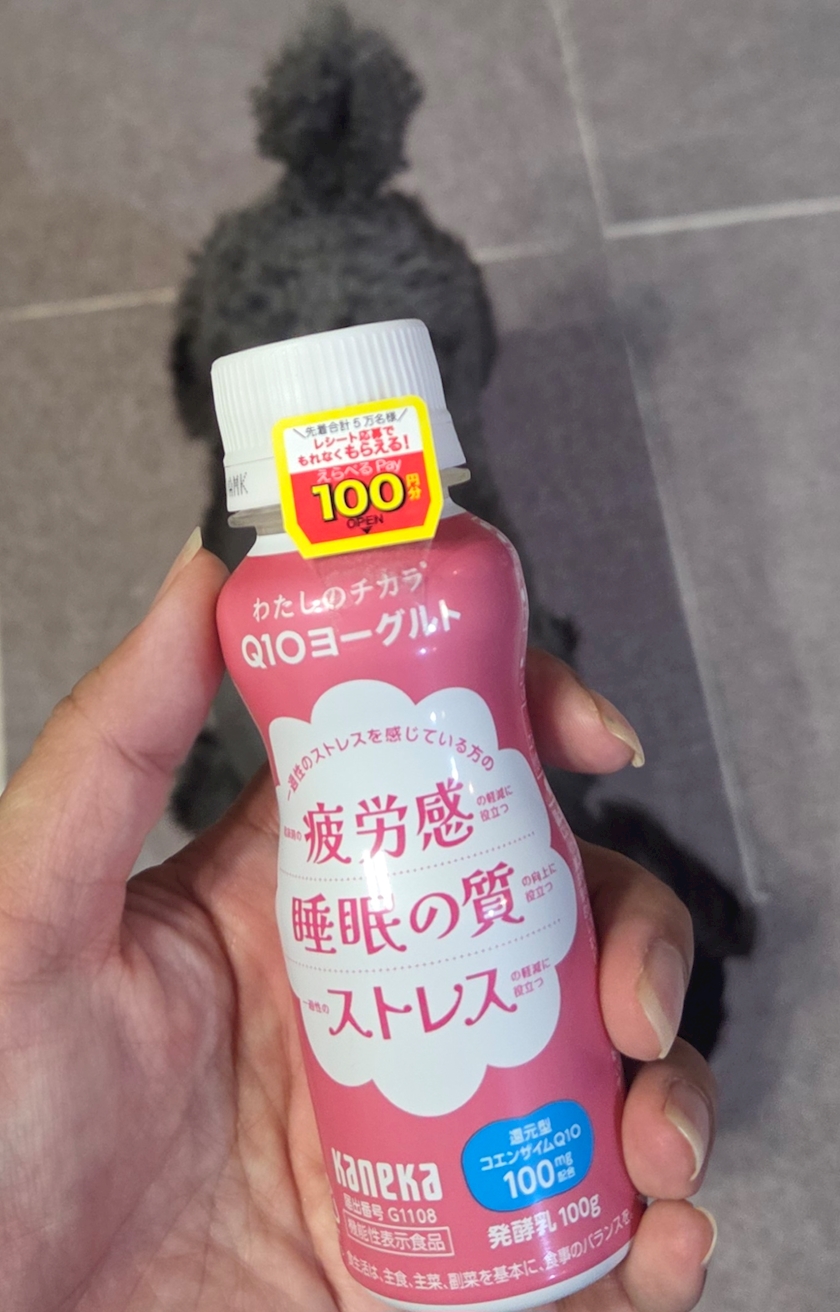 先着合計5万名様
レシート応募で
もれなくもらえる!
えらべるPay
100円分
OPEN
わたしのチカラ
Q10ヨーグルト
一過性のストレスを感じている方の
疲労感の軽減に役立つ
睡眠の質の向上に役立つ
一過性のストレスの軽減に役立つ
還元型
コエンザイムQ10
100mg配合
Kaneka
届出番号 G1108
機能性表示食品
発酵乳 100g
食生活は、主食、主菜、副菜を基本に、食事のバランスを